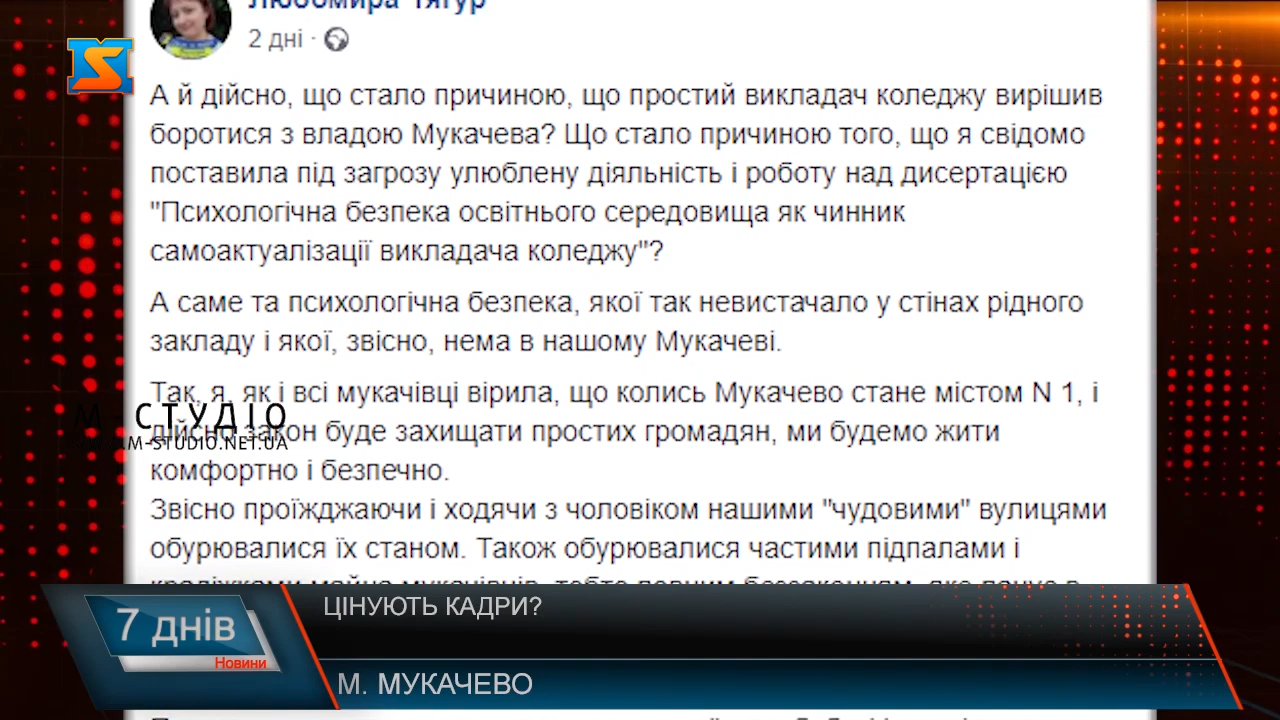 Любомира Тягур
2 дні ·
А й дійсно, що стало причиною, що простий викладач коледжу вирішив
боротися з владою Мукачева? Що стало причиною того, що я свідомо
поставила під загрозу улюблену діяльність і роботу над дисертацією
"Психологічна безпека освітнього середовища як чинник
самоактуалізації викладача коледжу"?
А саме та психологічна безпека, якої так невистачало у стінах рідного
закладу і якої, звісно, нема в нашому Мукачеві.
Так, я, як і всі мукачівці вірила, що колись Мукачево стане містом N 1, і
дійсно закон буде захищати простих громадян, ми будемо жити
комфортно і безпечно.
Звісно проїжджаючи і ходячи з чоловіком нашими "чудовими" вулицями
обурювалися їх станом. Також обурювалися частими підпалами і
М-СТУДІО
M-STUDIO.NET.UA
ЦІНУЮТЬ КАДРИ?
7 днів
Новини
М. МУКАЧЕВО